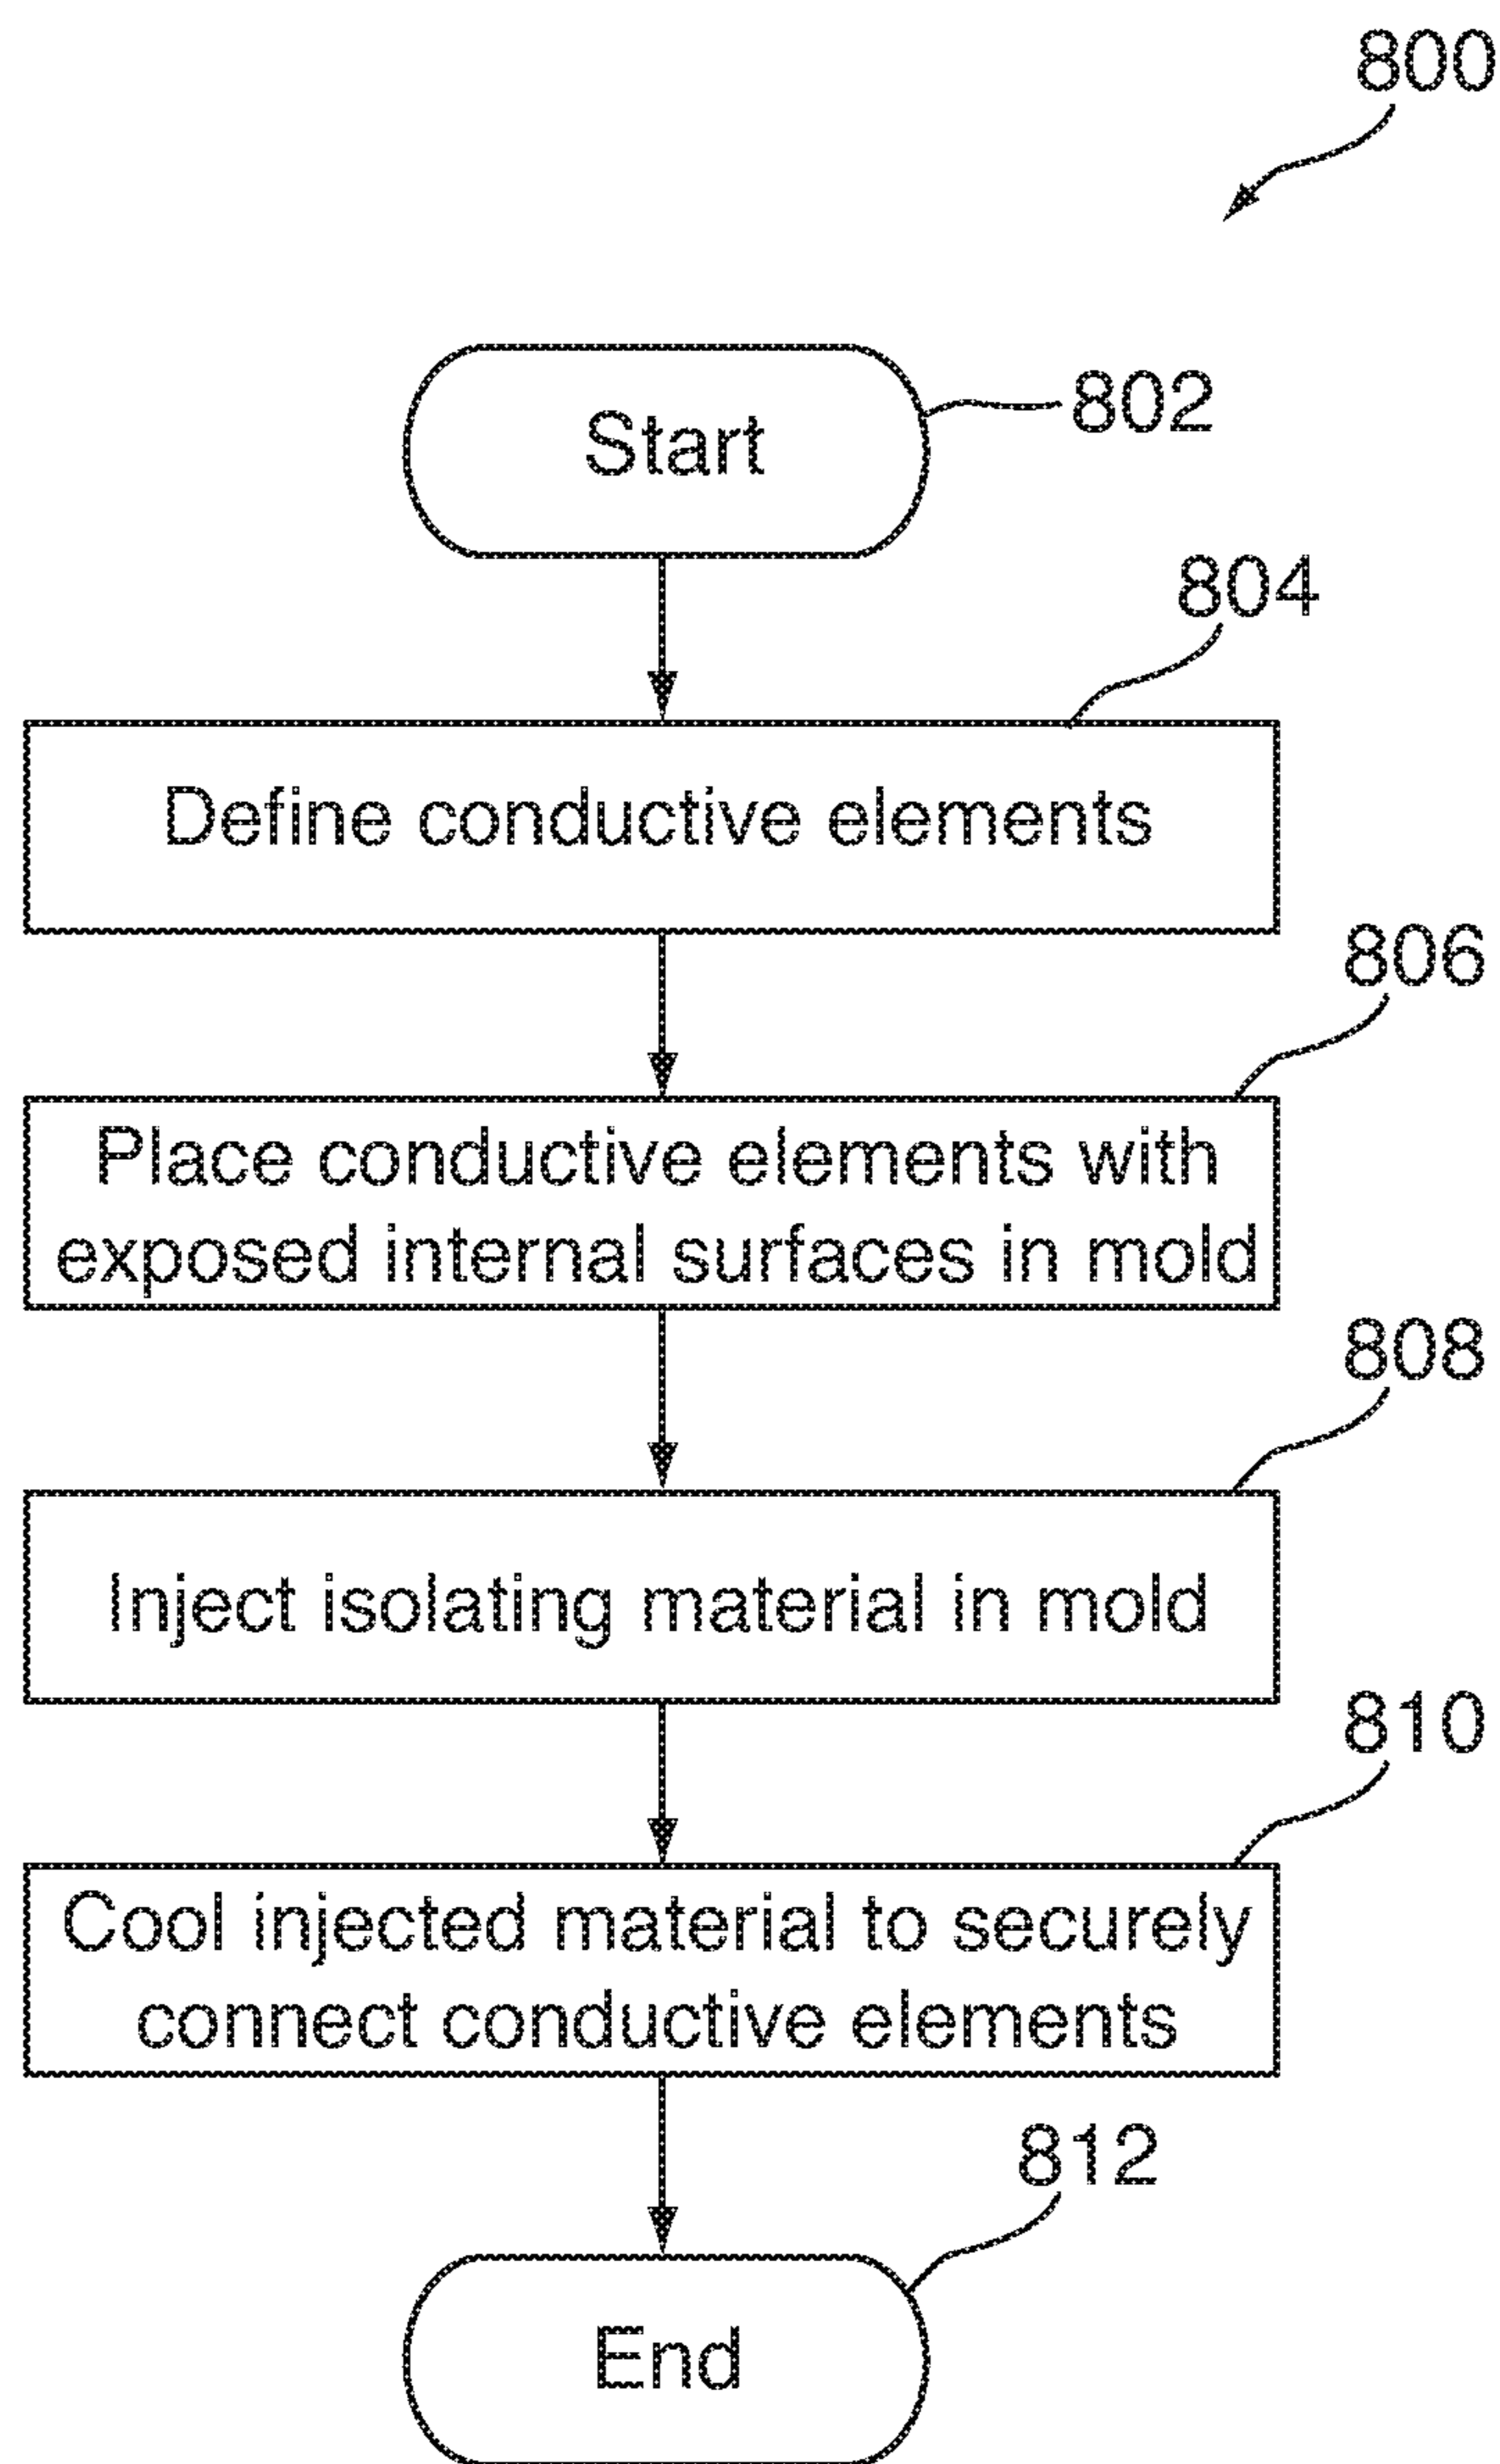 800
Start
802
804
Define conductive elements
806
Place conductive elements with
exposed internal surfaces in mold
808
Inject isolating material in mold
810
Cool injected material to securely
connect conductive elements
812
End